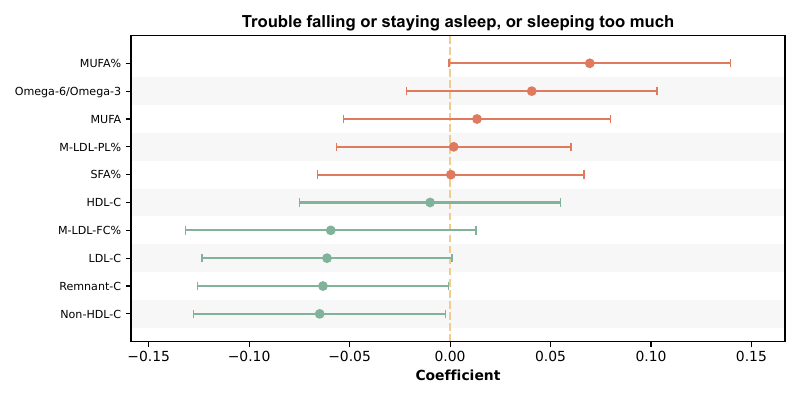 Trouble falling or staying asleep, or sleeping too much
MUFA%
Omega-6/Omega-3
MUFA
M-LDL-PL%
SFA%
HDL-C
M-LDL-FC%
LDL-C
Remnant-C
Non-HDL-C
−0.15 −0.10 −0.05 0.00 0.05 0.10 0.15
Coefficient